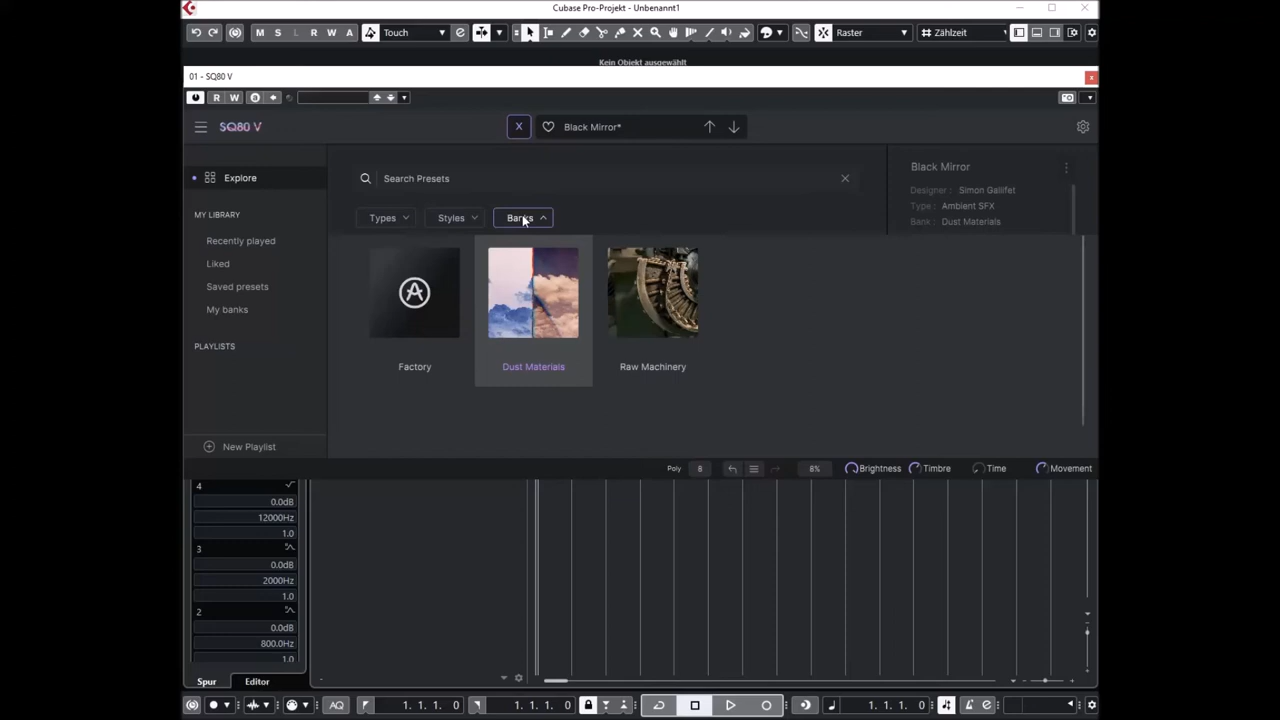 Cubase Pro-Projekt - Unbenannt1
M S L R W A Touch Raster Zählzeit
Kein Objekt ausgewählt
01 - SQ80 V
R W
SQ80 V X Black Mirror*
Explore
Search Presets
Black Mirror
Designer : Simon Gallifet
Type : Ambient SFX
Bank : Dust Materials
MY LIBRARY
Types Styles Banks
Recently played
Liked
Saved presets
My banks
PLAYLISTS
Factory Dust Materials Raw Machinery
New Playlist
Poly 8 8% Brightness Timbre Time Movement
4
0.0dB
12000Hz
1.0
3
0.0dB
2000Hz
1.0
2
0.0dB
800.0Hz
1.0
Spur Editor
AQ 1. 1. 1. 0 1. 1. 1. 0 1. 1. 1. 0